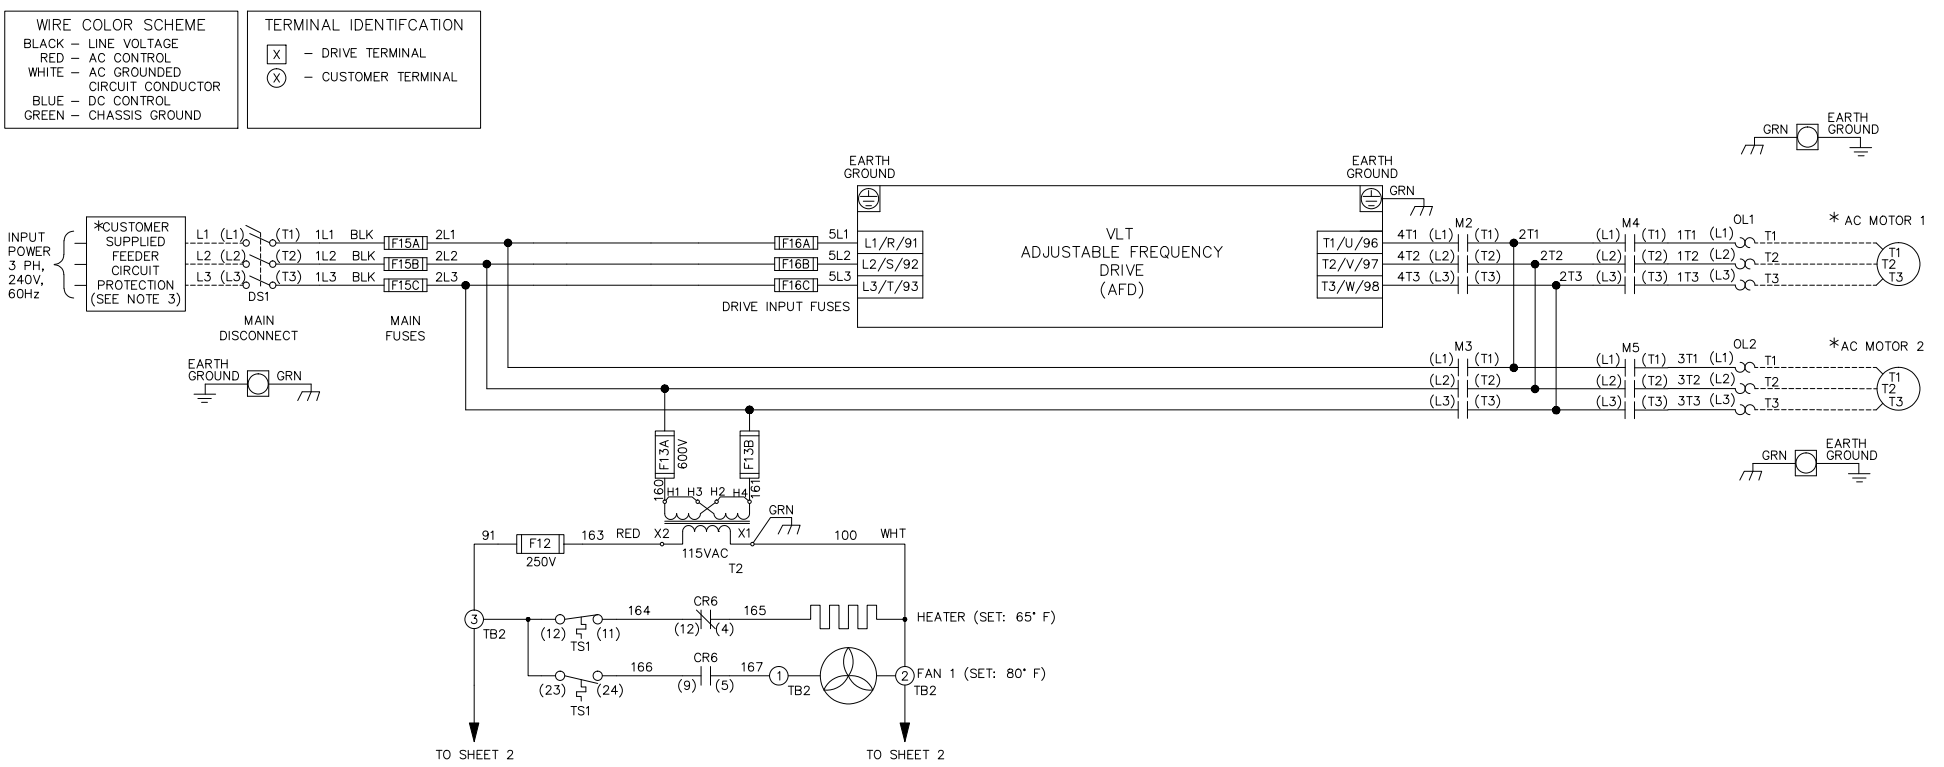 WIRE COLOR SCHEME
BLACK – LINE VOLTAGE
RED – AC CONTROL
WHITE – AC GROUNDED
CIRCUIT CONDUCTOR
BLUE – DC CONTROL
GREEN – CHASSIS GROUND
TERMINAL IDENTIFCATION
X – DRIVE TERMINAL
X – CUSTOMER TERMINAL
GRN
EARTH
GROUND
INPUT
POWER
3 PH,
240V,
60Hz
*CUSTOMER
SUPPLIED
FEEDER
CIRCUIT
PROTECTION
(SEE NOTE 3)
L1 (L1) (T1) 1L1 BLK F15A 2L1
L2 (L2) (T2) 1L2 BLK F15B 2L2
L3 (L3) (T3) 1L3 BLK F15C 2L3
DS1
MAIN
DISCONNECT
MAIN
FUSES
EARTH
GROUND
GRN
F16A 5L1 L1/R/91
F16B 5L2 L2/S/92
F16C 5L3 L3/T/93
DRIVE INPUT FUSES
EARTH
GROUND
VLT
ADJUSTABLE FREQUENCY
DRIVE
(AFD)
EARTH
GROUND
GRN
M2 M4 OL1
T1/U/96 4T1 (L1) (T1) 2T1 (L1) (T1) 1T1 (L1) T1
T2/V/97 4T2 (L2) (T2) 2T2 (L2) (T2) 1T2 (L2) T2
T3/W/98 4T3 (L3) (T3) 2T3 (L3) (T3) 1T3 (L3) T3
* AC MOTOR 1
T1
T2
T3
M3 M5 OL2
(L1) (T1) (L1) (T1) 3T1 (L1) T1
(L2) (T2) (L2) (T2) 3T2 (L2) T2
(L3) (T3) (L3) (T3) 3T3 (L3) T3
*AC MOTOR 2
T1
T2
T3
GRN
EARTH
GROUND
F13A
600V
F13B
160
H1 H3 H2 H4
161
GRN
91 F12 163 RED X2 X1 100 WHT
250V
115VAC
T2
3
TB2
(12) (11)
TS1
164
CR6
(12) (4)
165
HEATER (SET: 65° F)
(23) (24)
TS1
166
CR6
(9) (5)
167
1
TB2
2
TB2
FAN 1 (SET: 80° F)
TO SHEET 2
TO SHEET 2